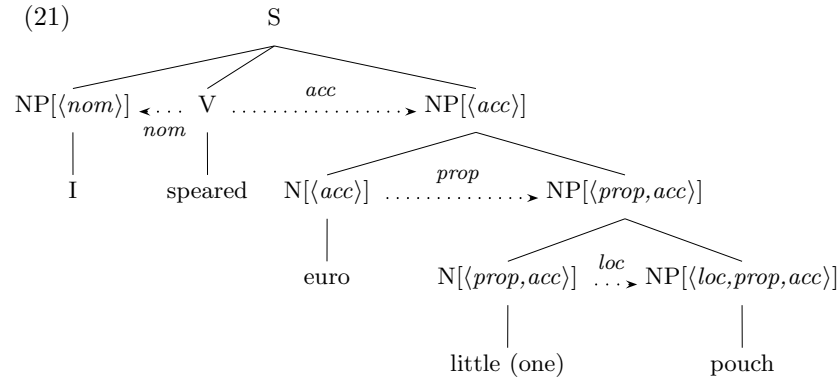 (21) S
acc
NP[⟨nom⟩] V NP[⟨acc⟩]
nom
prop
I speared N[⟨acc⟩] NP[⟨prop,acc⟩]
loc
euro N[⟨prop,acc⟩] NP[⟨loc,prop,acc⟩]
little (one) pouch